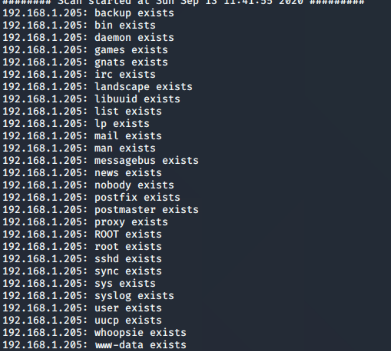 ######## Scan started at Sun Sep 13 11:41:55 2020 #########
192.168.1.205: backup exists
192.168.1.205: bin exists
192.168.1.205: daemon exists
192.168.1.205: games exists
192.168.1.205: gnats exists
192.168.1.205: irc exists
192.168.1.205: landscape exists
192.168.1.205: libuuid exists
192.168.1.205: list exists
192.168.1.205: lp exists
192.168.1.205: mail exists
192.168.1.205: man exists
192.168.1.205: messagebus exists
192.168.1.205: news exists
192.168.1.205: nobody exists
192.168.1.205: postfix exists
192.168.1.205: postmaster exists
192.168.1.205: proxy exists
192.168.1.205: ROOT exists
192.168.1.205: root exists
192.168.1.205: sshd exists
192.168.1.205: sync exists
192.168.1.205: sys exists
192.168.1.205: syslog exists
192.168.1.205: user exists
192.168.1.205: uucp exists
192.168.1.205: whoopsie exists
192.168.1.205: www-data exists